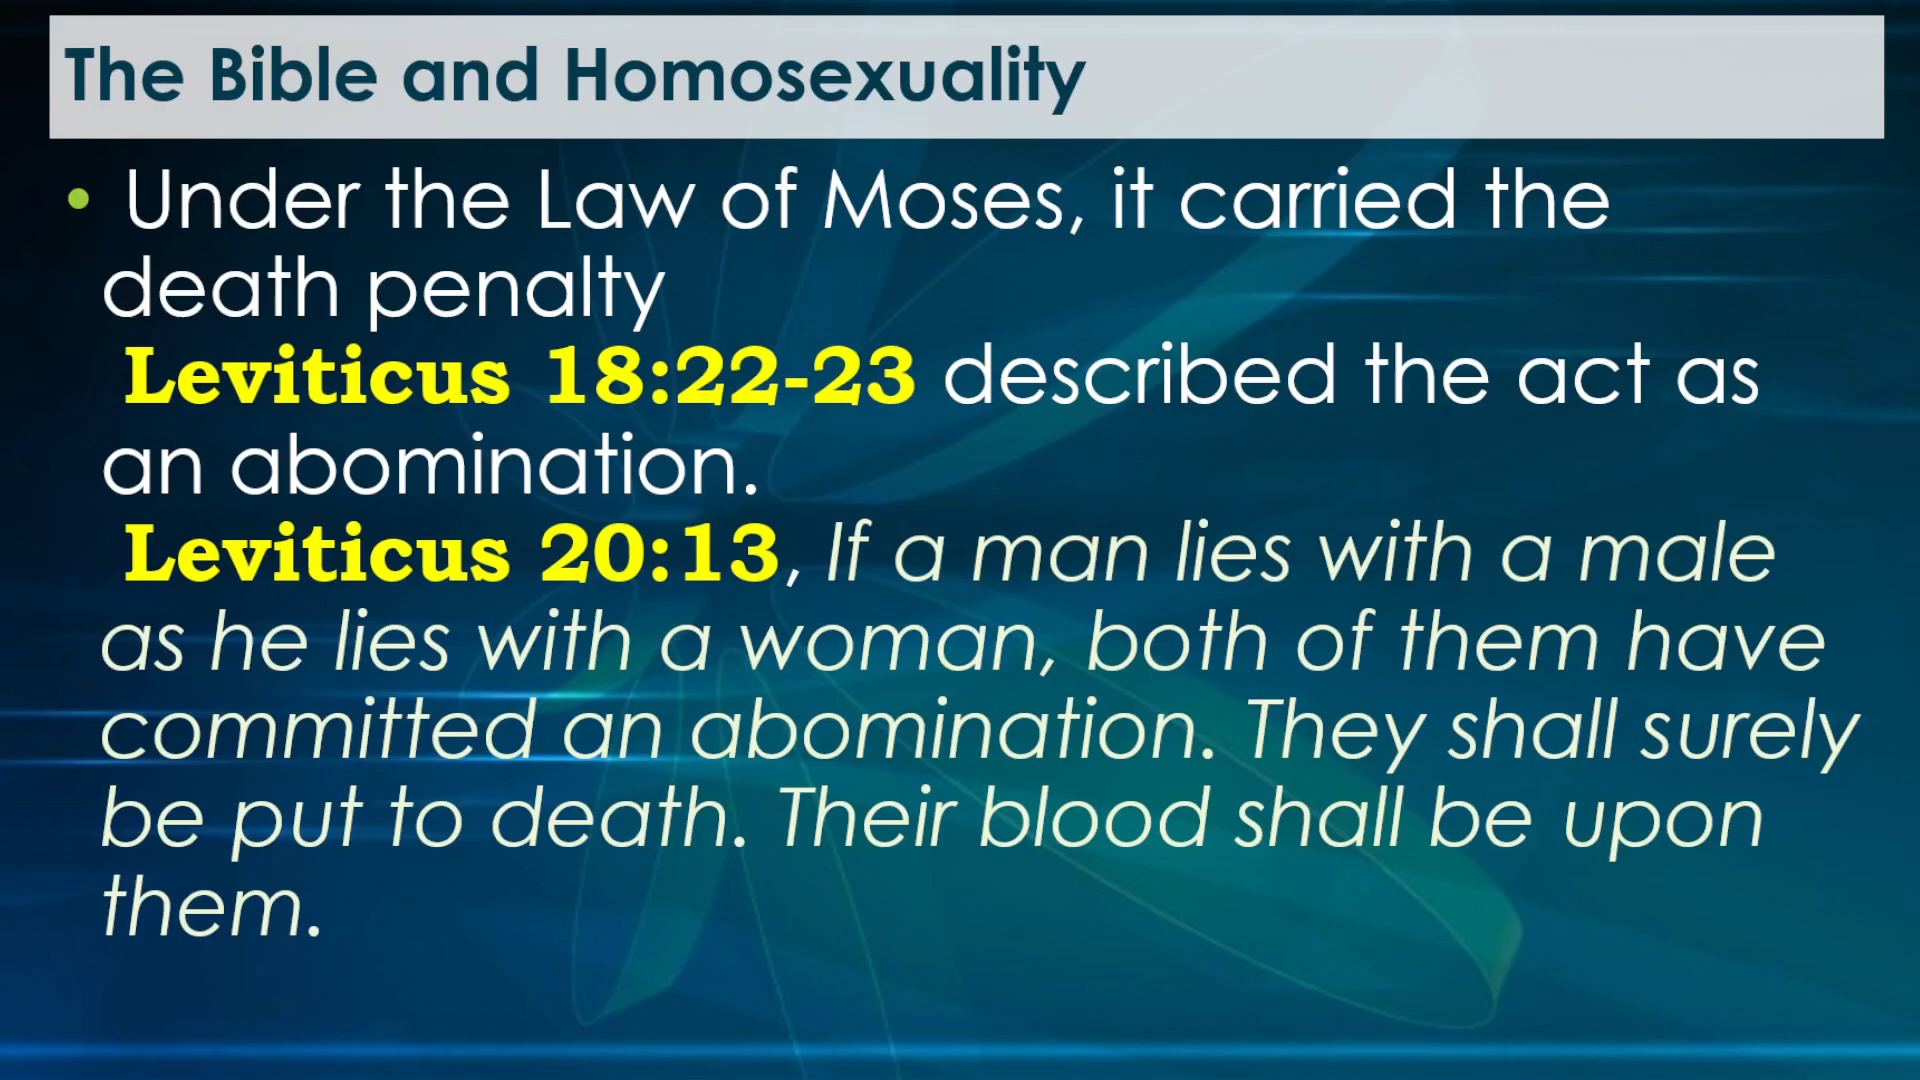 The Bible and Homosexuality
• Under the Law of Moses, it carried the
death penalty
Leviticus 18:22-23 described the act as
an abomination.
Leviticus 20:13, If a man lies with a male
as he lies with a woman, both of them have
committed an abomination. They shall surely
be put to death. Their blood shall be upon
them.